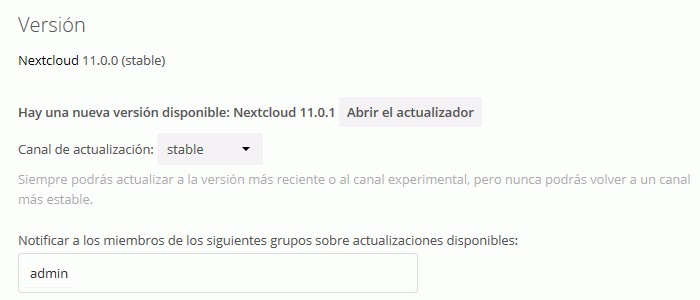 Versión
Nextcloud 11.0.0 (stable)
Hay una nueva versión disponible: Nextcloud 11.0.1 Abrir el actualizador
Canal de actualización: stable
Siempre podrás actualizar a la versión más reciente o al canal experimental, pero nunca podrás volver a un canal
más estable.
Notificar a los miembros de los siguientes grupos sobre actualizaciones disponibles:
admin